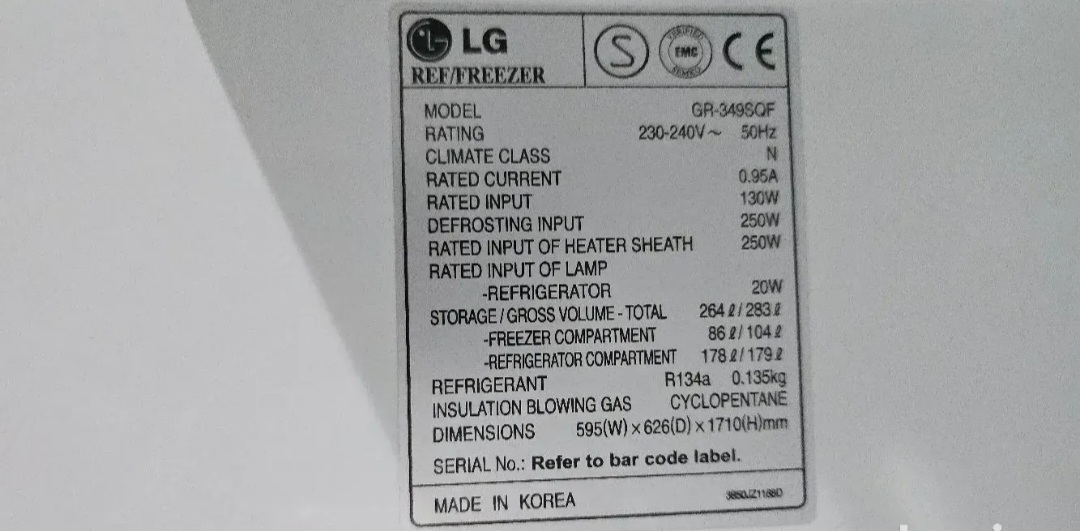 LG
REF/FREEZER
S
EMC
CE
MODEL GR-349SQF
RATING 230-240V~ 50Hz
CLIMATE CLASS N
RATED CURRENT 0.95A
RATED INPUT 130W
DEFROSTING INPUT 250W
RATED INPUT OF HEATER SHEATH 250W
RATED INPUT OF LAMP
-REFRIGERATOR 20W
STORAGE/GROSS VOLUME-TOTAL 264ℓ/283ℓ
-FREEZER COMPARTMENT 86ℓ/104ℓ
-REFRIGERATOR COMPARTMENT 178ℓ/179ℓ
REFRIGERANT R134a 0.135kg
INSULATION BLOWING GAS CYCLOPENTANE
DIMENSIONS 595(W)×626(D)×1710(H)mm
SERIAL No.: Refer to bar code label.
MADE IN KOREA